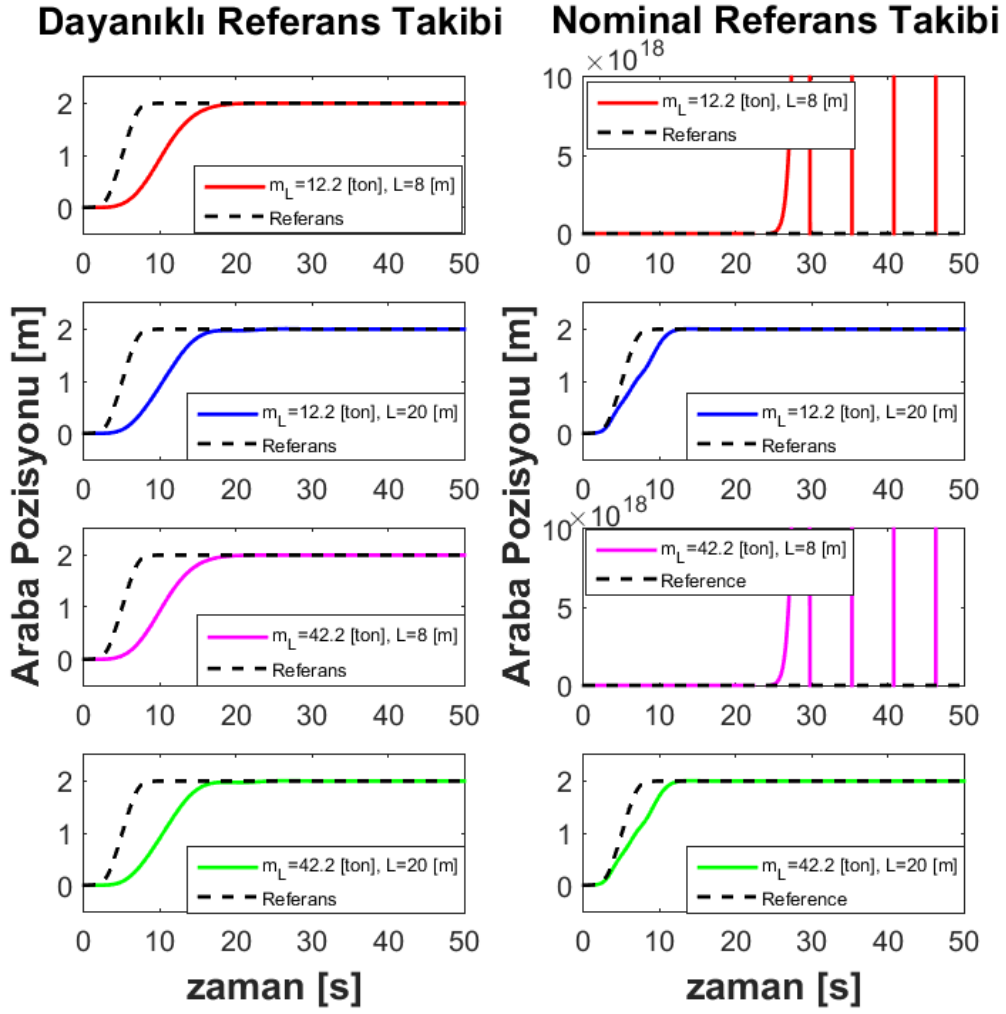 Dayanıklı Referans Takibi
Nominal Referans Takibi
Araba Pozisyonu [m]
2
1
0
m_L=12.2 [ton], L=8 [m]
Referans
0 10 20 30 40 50
2
1
0
m_L=12.2 [ton], L=20 [m]
Referans
0 10 20 30 40 50
2
1
0
m_L=42.2 [ton], L=8 [m]
Referans
0 10 20 30 40 50
2
1
0
m_L=42.2 [ton], L=20 [m]
Referans
0 10 20 30 40 50
zaman [s]
Araba Pozisyonu [m]
×10^18
10
5
0
m_L=12.2 [ton], L=8 [m]
Referans
0 10 20 30 40 50
2
1
0
m_L=12.2 [ton], L=20 [m]
Referans
0 10 20 30 40 50
×10^18
10
5
0
m_L=42.2 [ton], L=8 [m]
Reference
0 10 20 30 40 50
2
1
0
m_L=42.2 [ton], L=20 [m]
Reference
0 10 20 30 40 50
zaman [s]